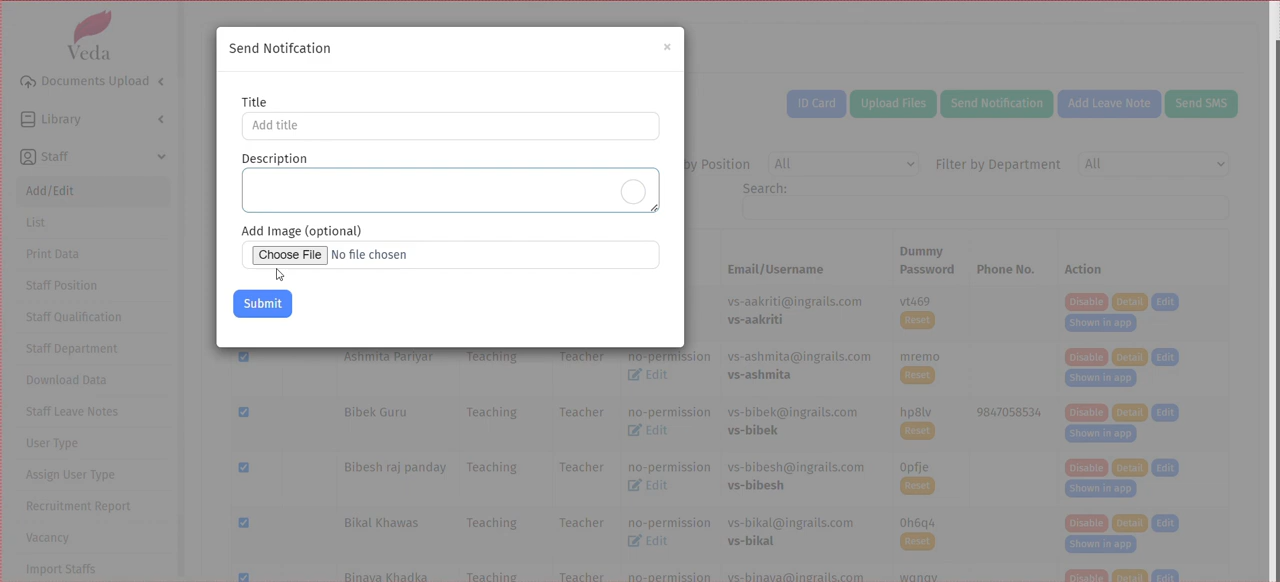 Veda
Documents Upload
Library
Staff
Add/Edit
List
Print Data
Staff Position
Staff Qualification
Staff Department
Download Data
Staff Leave Notes
User Type
Assign User Type
Recruitment Report
Vacancy
Import Staffs
Send Notifcation ×
Title
Add title
Description
Add Image (optional)
Choose File No file chosen
Submit
ID Card Upload Files Send Notification Add Leave Note Send SMS
by Position All Filter by Department All
Search:
Email/Username Dummy Password Phone No. Action
vs-aakriti@ingrails.com vt469 Disable Detail Edit
vs-aakriti Reset Shown in app
Ashmita Pariyar Teaching Teacher no-permission vs-ashmita@ingrails.com mremo Disable Detail Edit
Edit vs-ashmita Reset Shown in app
Bibek Guru Teaching Teacher no-permission vs-bibek@ingrails.com hp8lv 9847058534 Disable Detail Edit
Edit vs-bibek Reset Shown in app
Bibesh raj panday Teaching Teacher no-permission vs-bibesh@ingrails.com 0pfje Disable Detail Edit
Edit vs-bibesh Reset Shown in app
Bikal Khawas Teaching Teacher no-permission vs-bikal@ingrails.com 0h6q4 Disable Detail Edit
Edit vs-bikal Reset Shown in app
Binaya Khadka Teaching Teacher no-permission vs-binaya@ingrails.com Disable Detail Edit